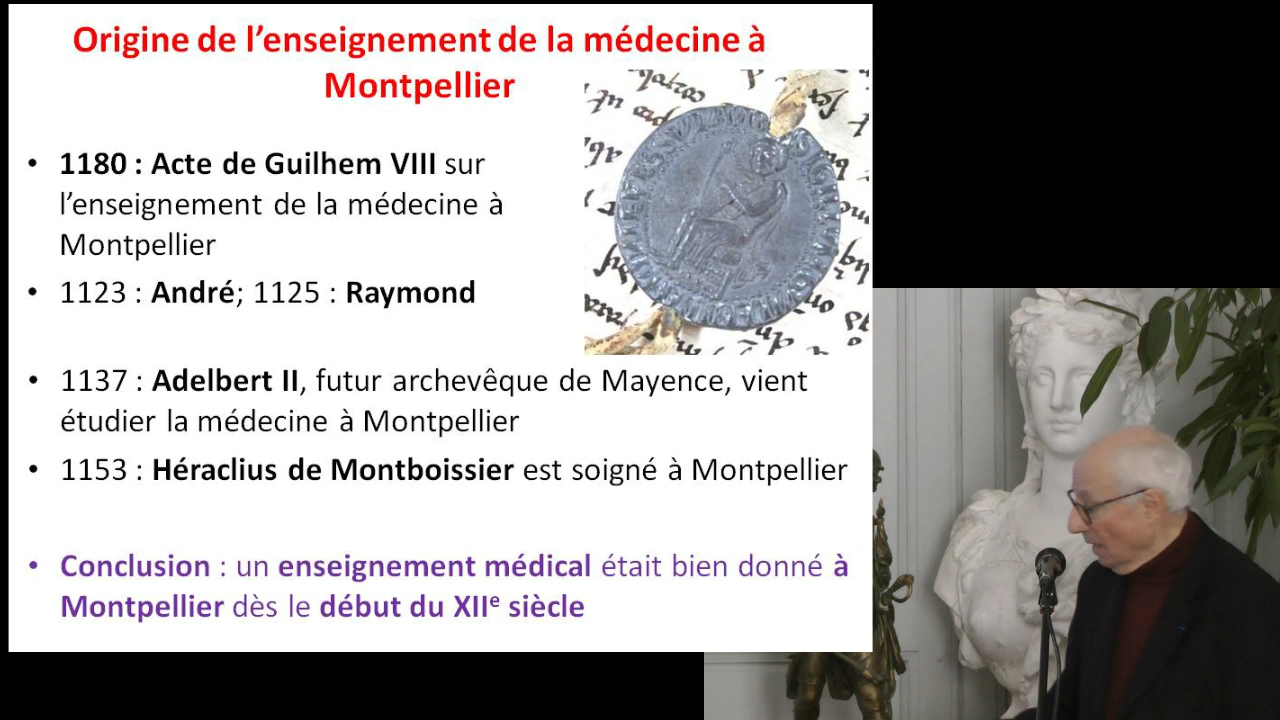 Origine de l’enseignement de la médecine à
Montpellier
• 1180 : Acte de Guilhem VIII sur
l’enseignement de la médecine à
Montpellier
• 1123 : André; 1125 : Raymond
• 1137 : Adelbert II, futur archevêque de Mayence, vient
étudier la médecine à Montpellier
• 1153 : Héraclius de Montboissier est soigné à Montpellier
• Conclusion : un enseignement médical était bien donné à
Montpellier dès le début du XIIe siècle